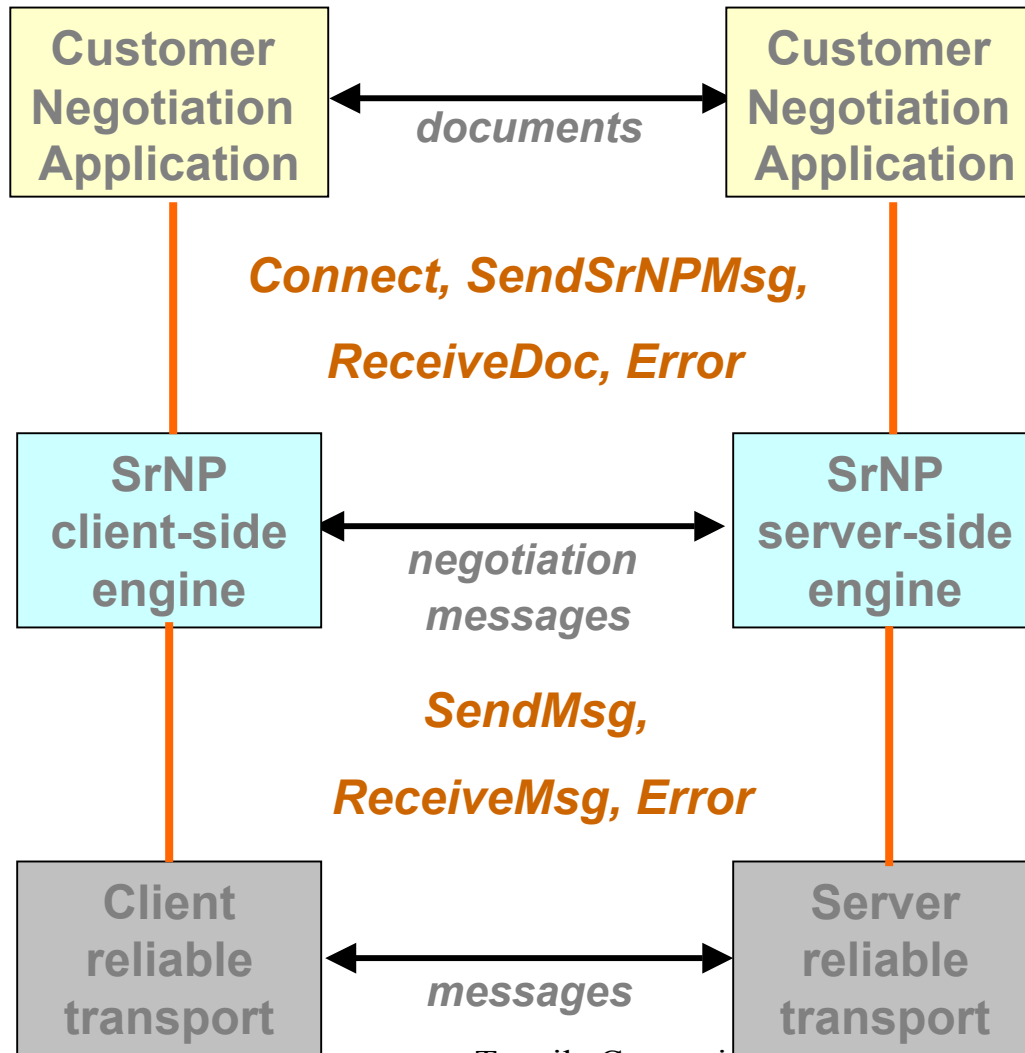 Customer
Negotiation
Application
documents
Customer
Negotiation
Application
Connect, SendSrNPMsg,
ReceiveDoc, Error
SrNP
client-side
engine
negotiation
messages
SrNP
server-side
engine
SendMsg,
ReceiveMsg, Error
Client
reliable
transport
messages
Server
reliable
transport